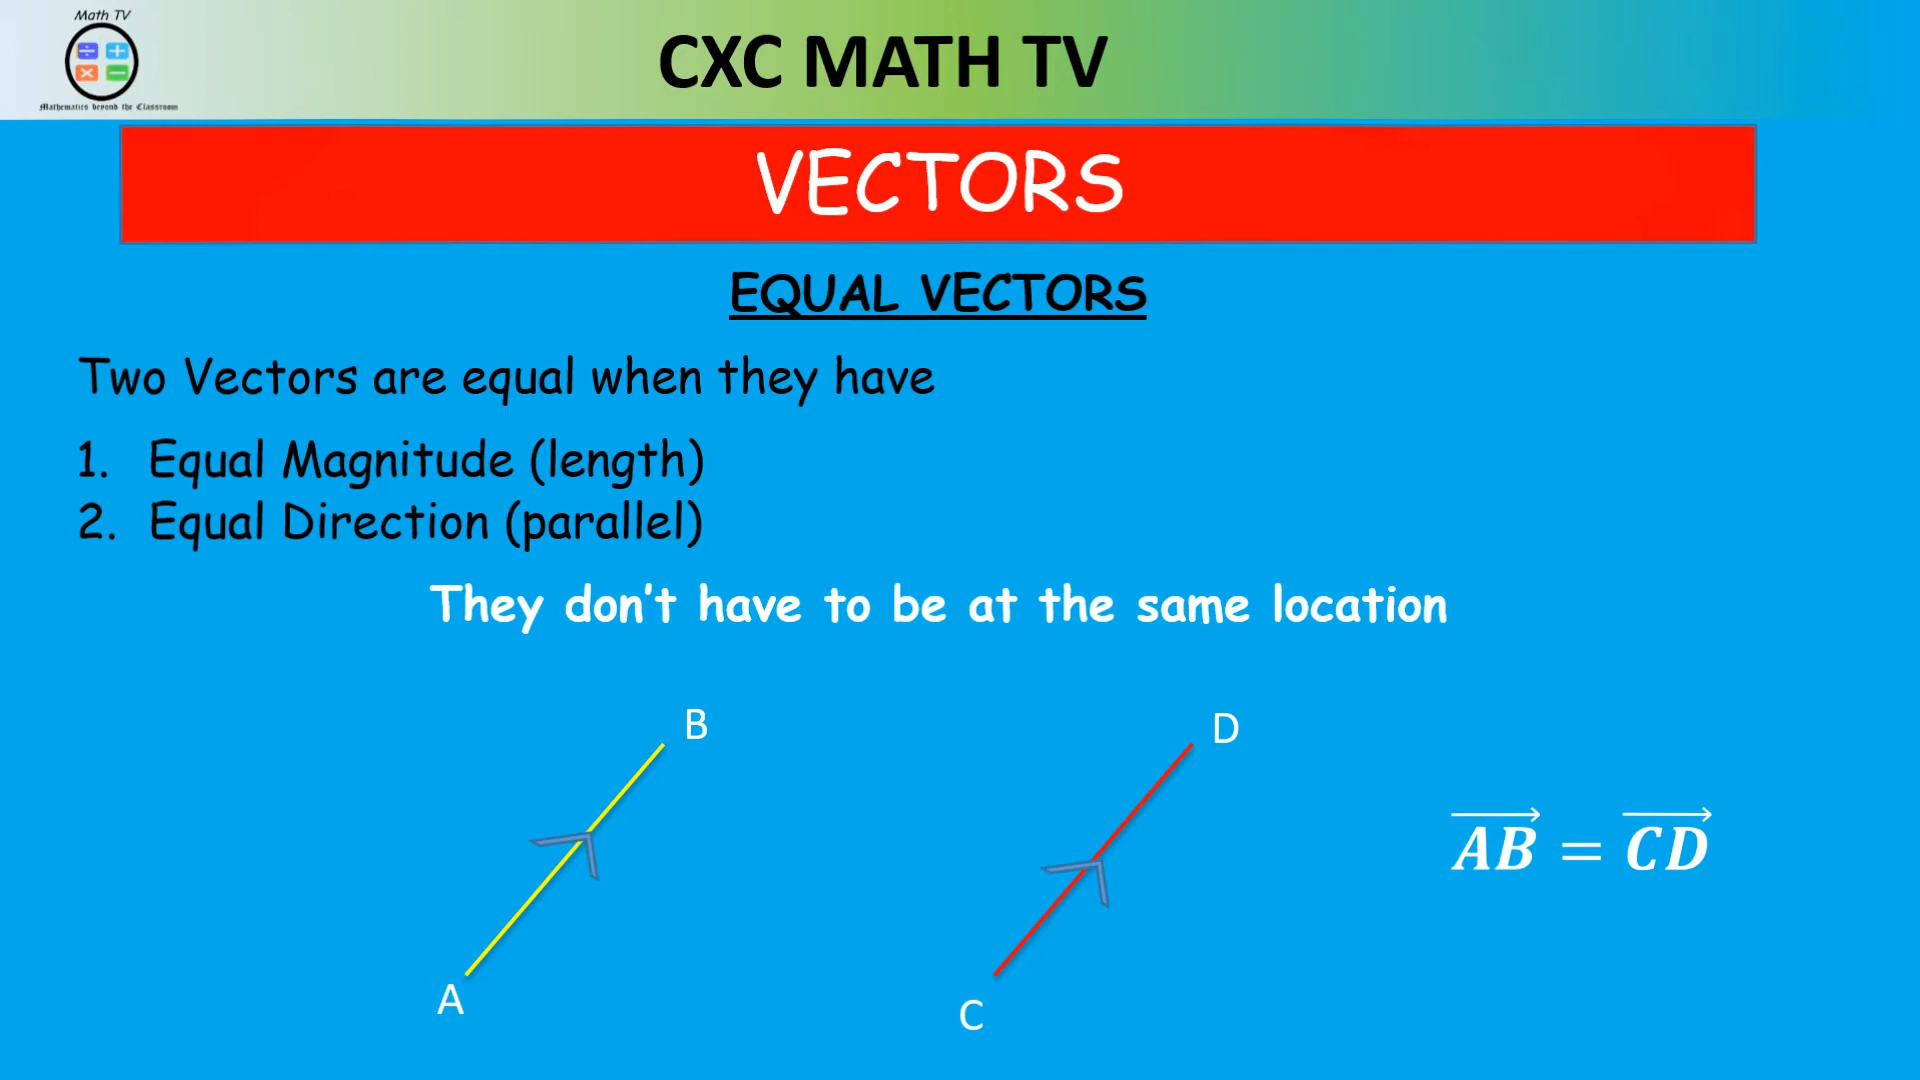 Math TV
Mathematics beyond the Classroom
CXC MATH TV
VECTORS
EQUAL VECTORS
Two Vectors are equal when they have
1. Equal Magnitude (length)
2. Equal Direction (parallel)
They don't have to be at the same location
B
D
A
C
$\overrightarrow{AB} = \overrightarrow{CD}$